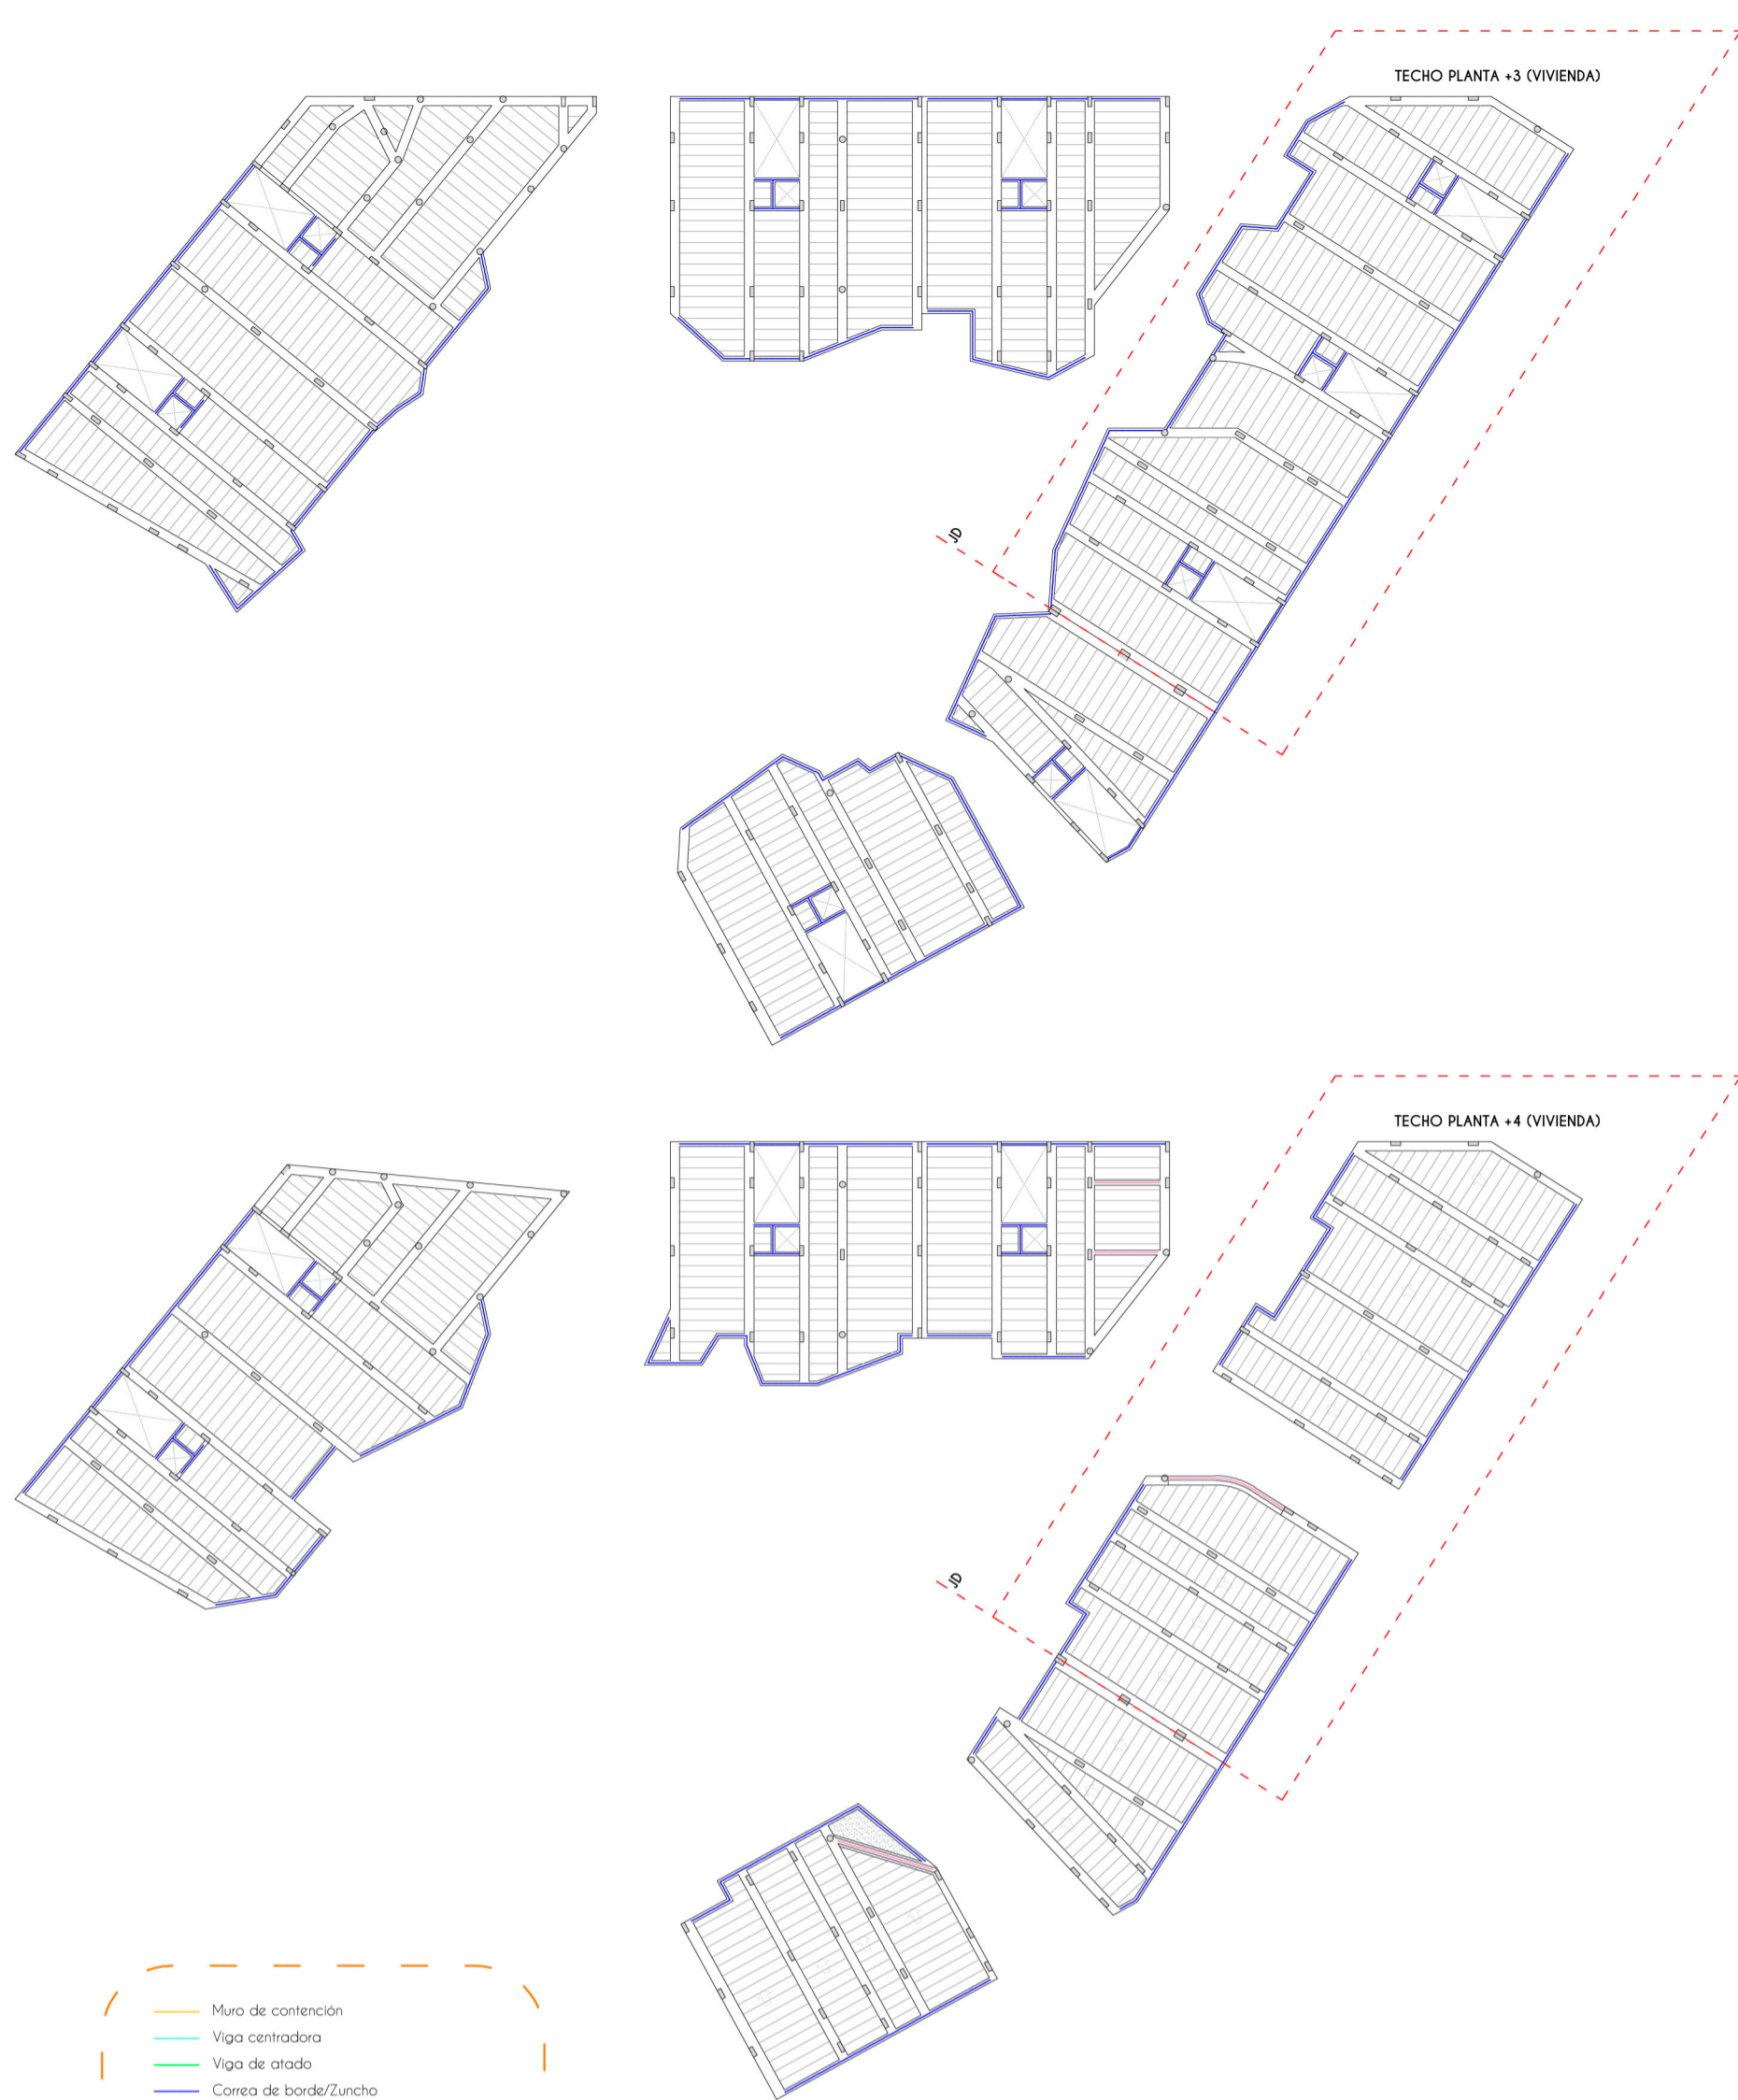 TECHO PLANTA +3 (VIVIENDA)
JD
TECHO PLANTA +4 (VIVIENDA)
JD
Muro de contención
Viga centradora
Viga de atado
Correa de borde/Zuncho